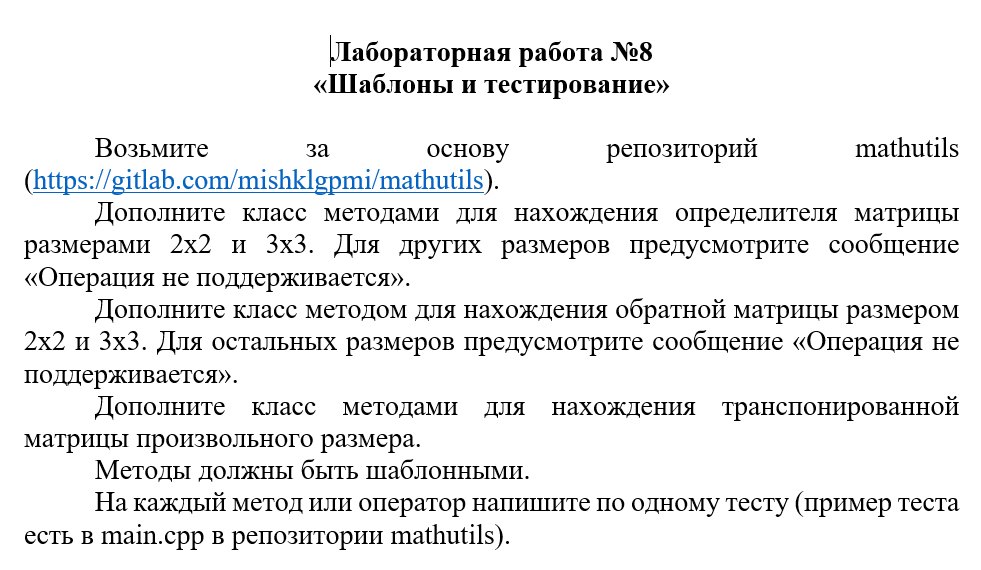 Лабораторная работа №8
«Шаблоны и тестирование»
Возьмите за основу репозиторий mathutils
(https://gitlab.com/mishklgpmi/mathutils).
Дополните класс методами для нахождения определителя матрицы
размерами 2x2 и 3x3. Для других размеров предусмотрите сообщение
«Операция не поддерживается».
Дополните класс методом для нахождения обратной матрицы размером
2x2 и 3x3. Для остальных размеров предусмотрите сообщение «Операция не
поддерживается».
Дополните класс методами для нахождения транспонированной
матрицы произвольного размера.
Методы должны быть шаблонными.
На каждый метод или оператор напишите по одному тесту (пример теста
есть в main.cpp в репозитории mathutils).